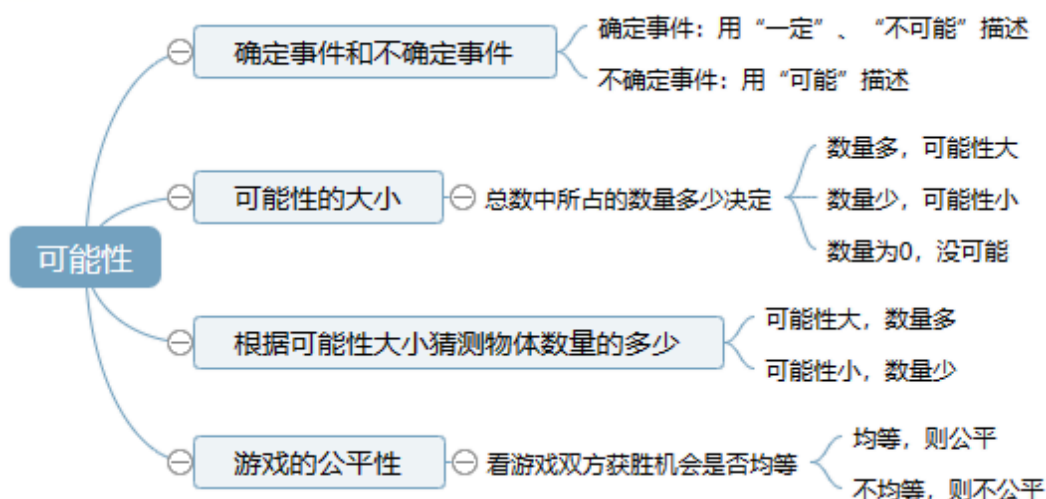 确定事件和不确定事件
确定事件：用“一定”、“不可能”描述
不确定事件：用“可能”描述
可能性的大小
总数中所占的数量多少决定
数量多，可能性大
数量少，可能性小
数量为0，没可能
可能性
根据可能性大小猜测物体数量的多少
可能性大，数量多
可能性小，数量少
游戏的公平性
看游戏双方获胜机会是否均等
均等，则公平
不均等，则不公平